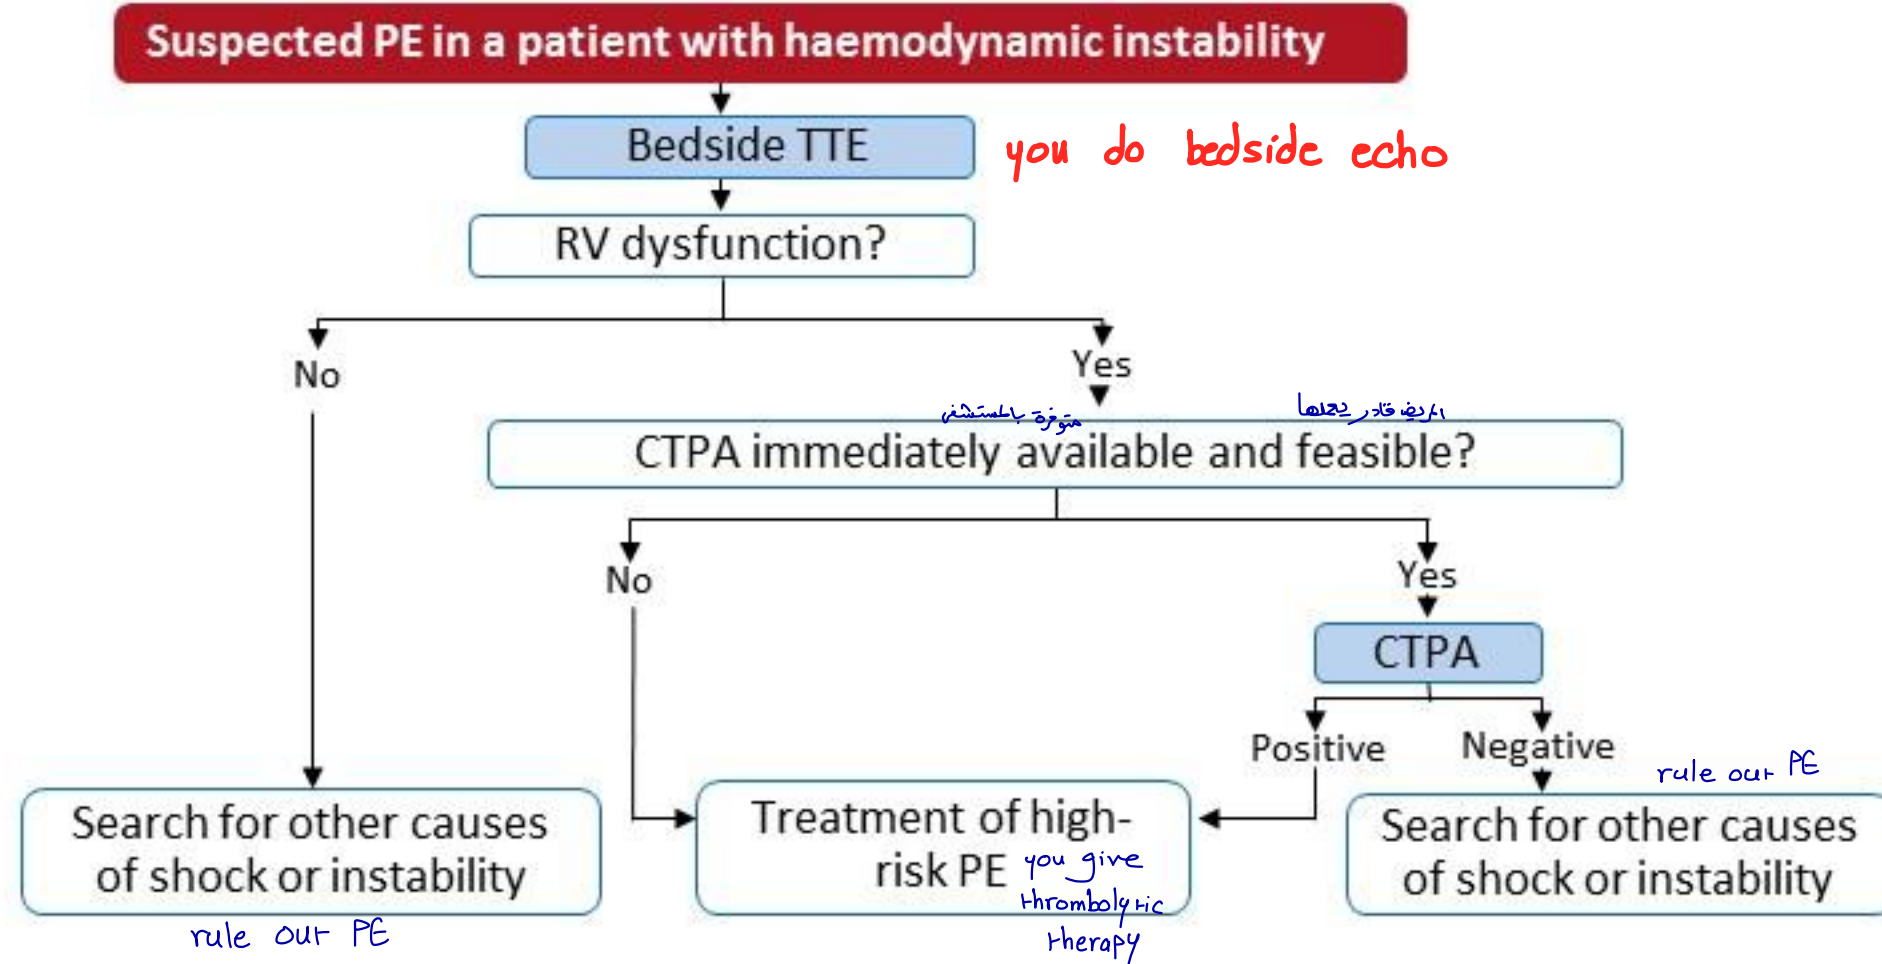 Suspected PE in a patient with haemodynamic instability
Bedside TTE
you do bedside echo
RV dysfunction?
No
Yes
متوفرة بالمستشفى
المريض قادر يعملها
CTPA immediately available and feasible?
No
Yes
CTPA
Positive
Negative
rule out PE
Search for other causes
of shock or instability
rule out PE
Treatment of high-
risk PE
you give
thrombolytic
therapy
Search for other causes
of shock or instability